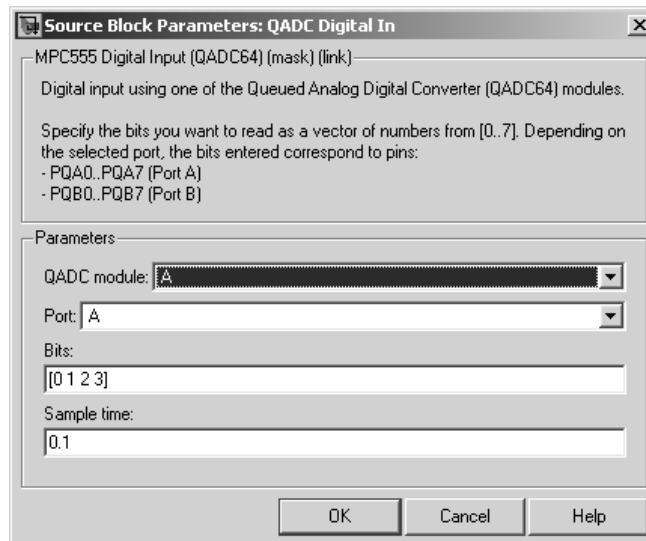 Source Block Parameters: QADC Digital In
MPC555 Digital Input (QADC64) (mask) (link)
Digital input using one of the Queued Analog Digital Converter (QADC64) modules.
Specify the bits you want to read as a vector of numbers from [0..7]. Depending on
the selected port, the bits entered correspond to pins:
- PQA0..PQA7 (Port A)
- PQB0..PQB7 (Port B)
Parameters
QADC module: A
Port: A
Bits:
[0 1 2 3]
Sample time:
0.1
OK Cancel Help